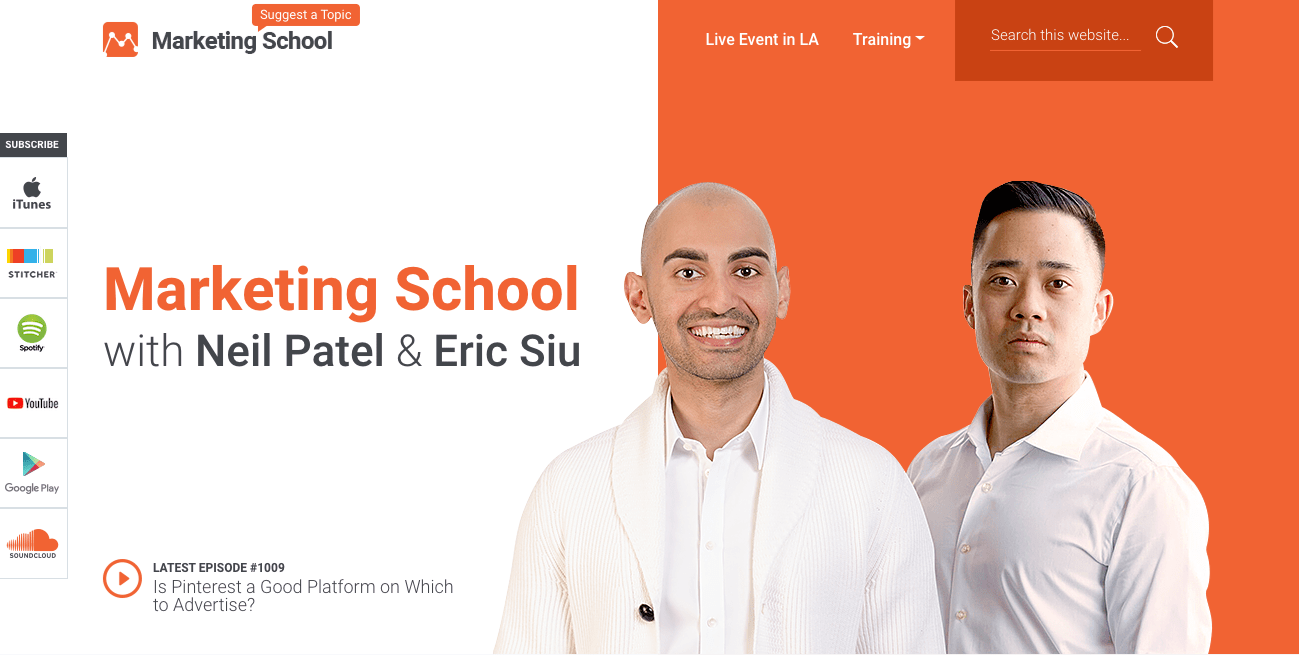 Suggest a Topic
Marketing School
Live Event in LA
Training
Search this website...
SUBSCRIBE
iTunes
STITCHER
Spotify
YouTube
Google Play
SOUNDCLOUD
Marketing School
with Neil Patel & Eric Siu
LATEST EPISODE #1009
Is Pinterest a Good Platform on Which
to Advertise?